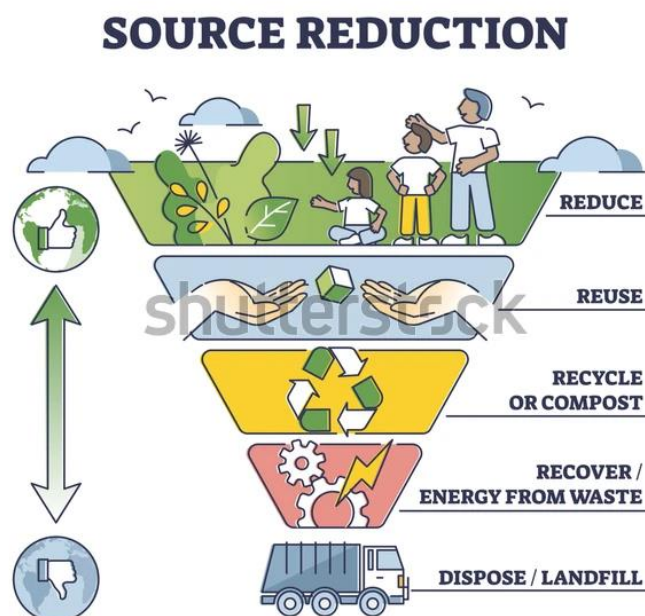 SOURCE REDUCTION
REDUCE
shutterstock
REUSE
RECYCLE
OR COMPOST
RECOVER /
ENERGY FROM WASTE
DISPOSE / LANDFILL